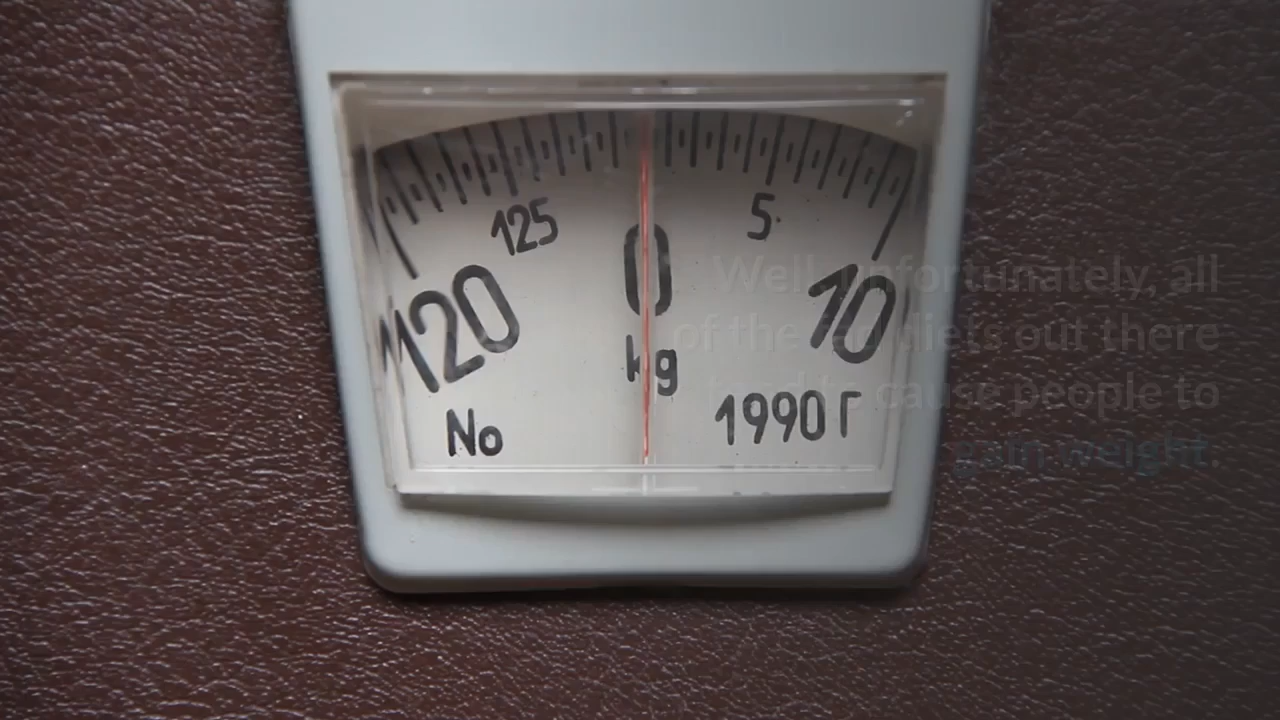 125
5
0
120
10
kg
No
1990 Г
Well, unfortunately, all
of the diets out there
cause people to
gain weight.